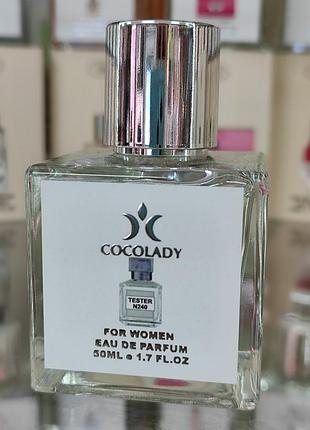 COCOLADY
TESTER
N240
FOR WOMEN
EAU DE PARFUM
50ML e 1.7 FL.OZ